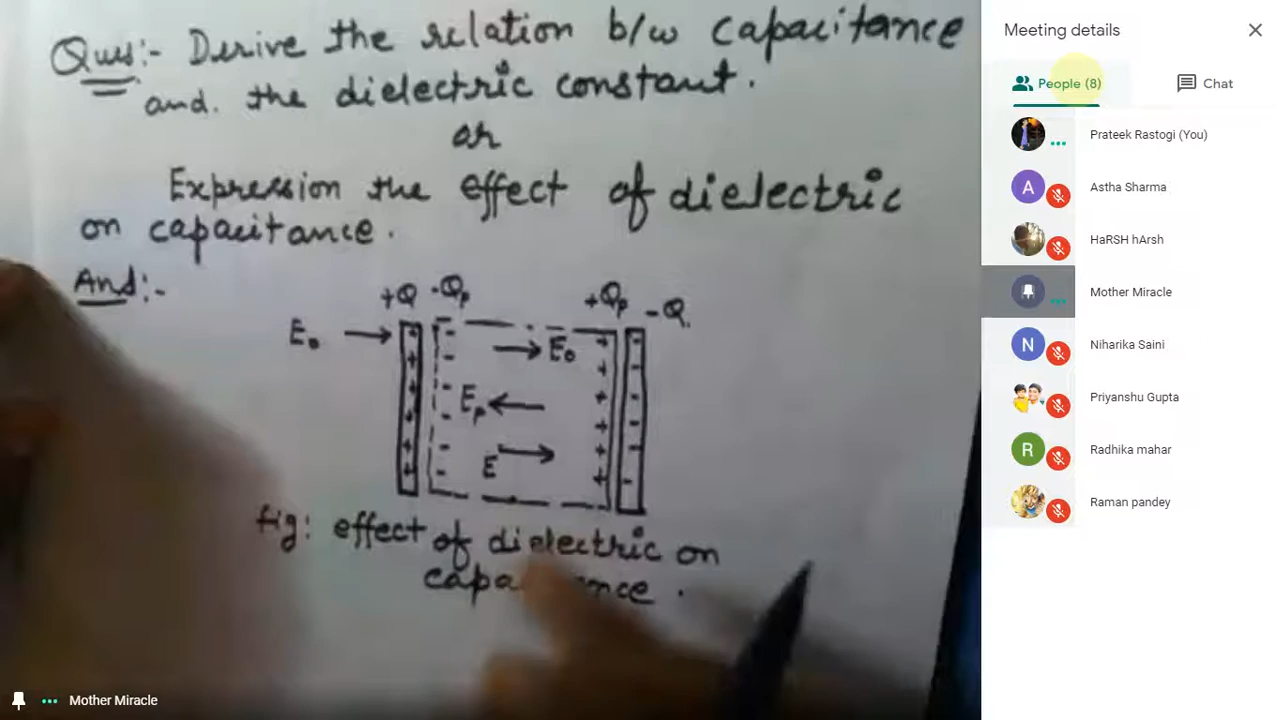 Ques:- Derive the relation b/w capacitance
and. the dielectric constant.
or
Expression the effect of dielectric
on capacitance.
And:-
+Q -Qp +Qp -Q.
E₀ E₀
Ep
E
fig: effect of dielectric on
Mother Miracle
Meeting details
People (8) Chat
Prateek Rastogi (You)
A Astha Sharma
HaRSH hArsh
Mother Miracle
N Niharika Saini
Priyanshu Gupta
R Radhika mahar
Raman pandey